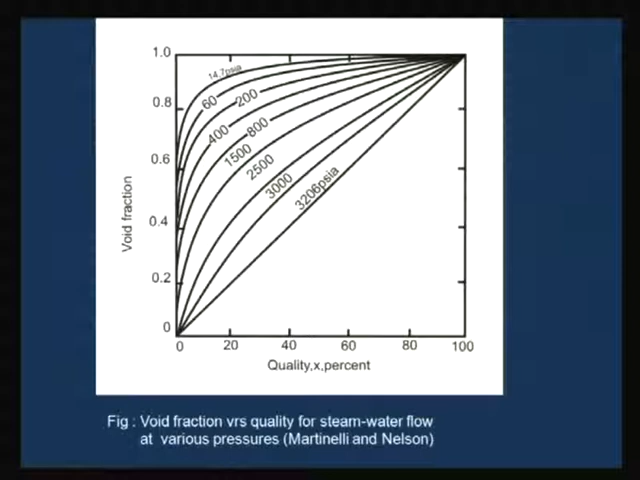 1.0
0.8
0.6
0.4
0.2
0
Void fraction
14.7psia
60
200
400
800
1500
2500
3000
3206psia
0 20 40 60 80 100
Quality,x,percent
Fig : Void fraction vrs quality for steam-water flow
at various pressures (Martinelli and Nelson)